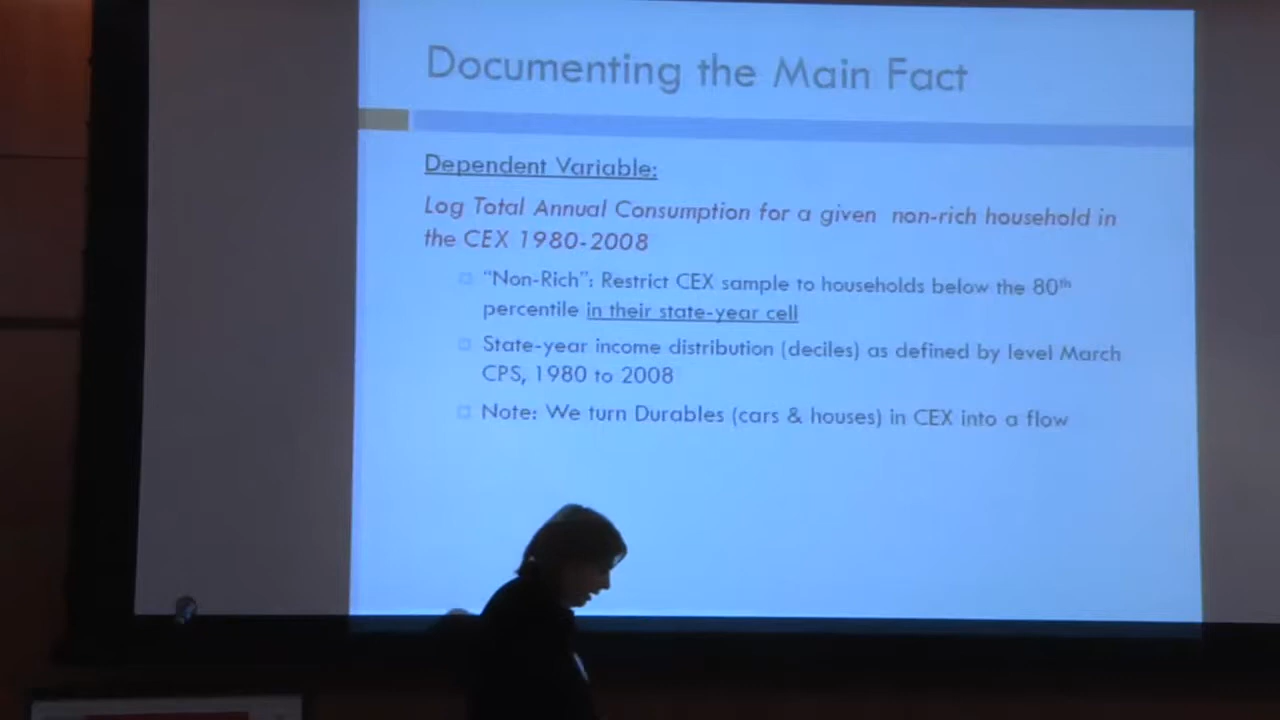 Documenting the Main Fact
Dependent Variable:
Log Total Annual Consumption for a given non-rich household in
the CEX 1980-2008
“Non-Rich”: Restrict CEX sample to households below the 80th
percentile in their state-year cell
State-year income distribution (deciles) as defined by level March
CPS, 1980 to 2008
Note: We turn Durables (cars & houses) in CEX into a flow